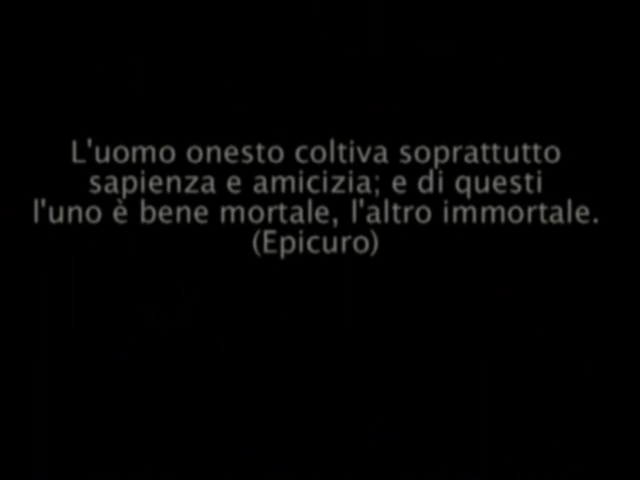 L'uomo onesto coltiva soprattutto
sapienza e amicizia; e di questi
l'uno è bene mortale, l'altro immortale.
(Epicuro)